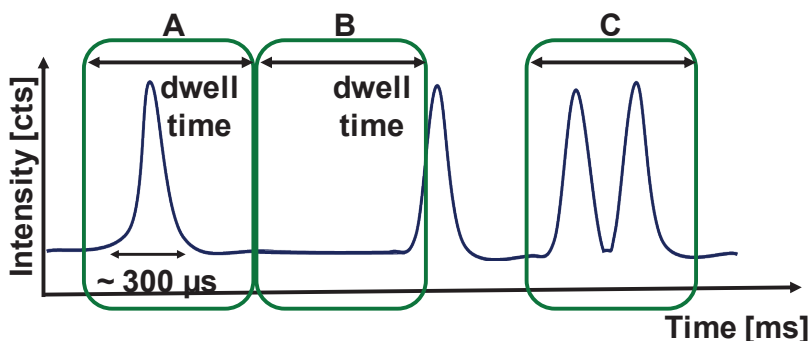 A
B
C
dwell
time
dwell
time
Intensity [cts]
~ 300 µs
Time [ms]